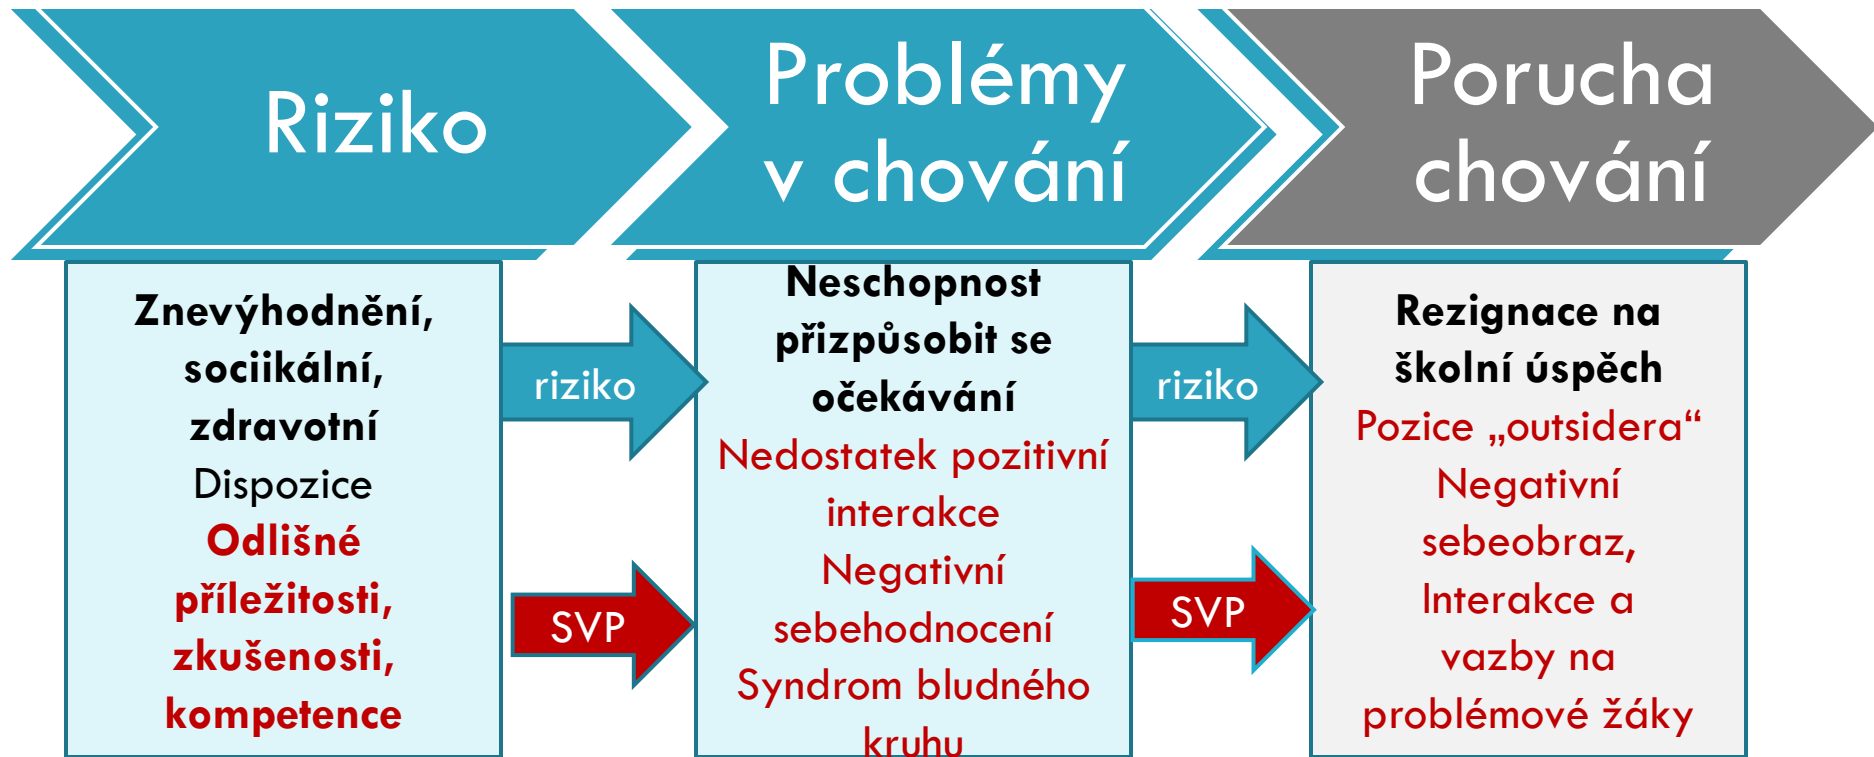 Riziko
Problémy
v chování
Porucha
chování
Znevýhodnění,
sociikální,
zdravotní
Dispozice
Odlišné
příležitosti,
zkušenosti,
kompetence
riziko
SVP
Neschopnost
přizpůsobit se
očekávání
Nedostatek pozitivní
interakce
Negativní
sebehodnocení
Syndrom bludného
kruhu
riziko
SVP
Rezignace na
školní úspěch
Pozice „outsidera“
Negativní
sebeobraz,
Interakce a
vazby na
problémové žáky